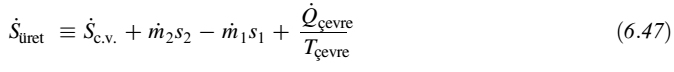 Ṡüret ≡ Ṡc.v. + ṁ2s2 − ṁ1s1 + Q̇çevre / Tçevre (6.47)